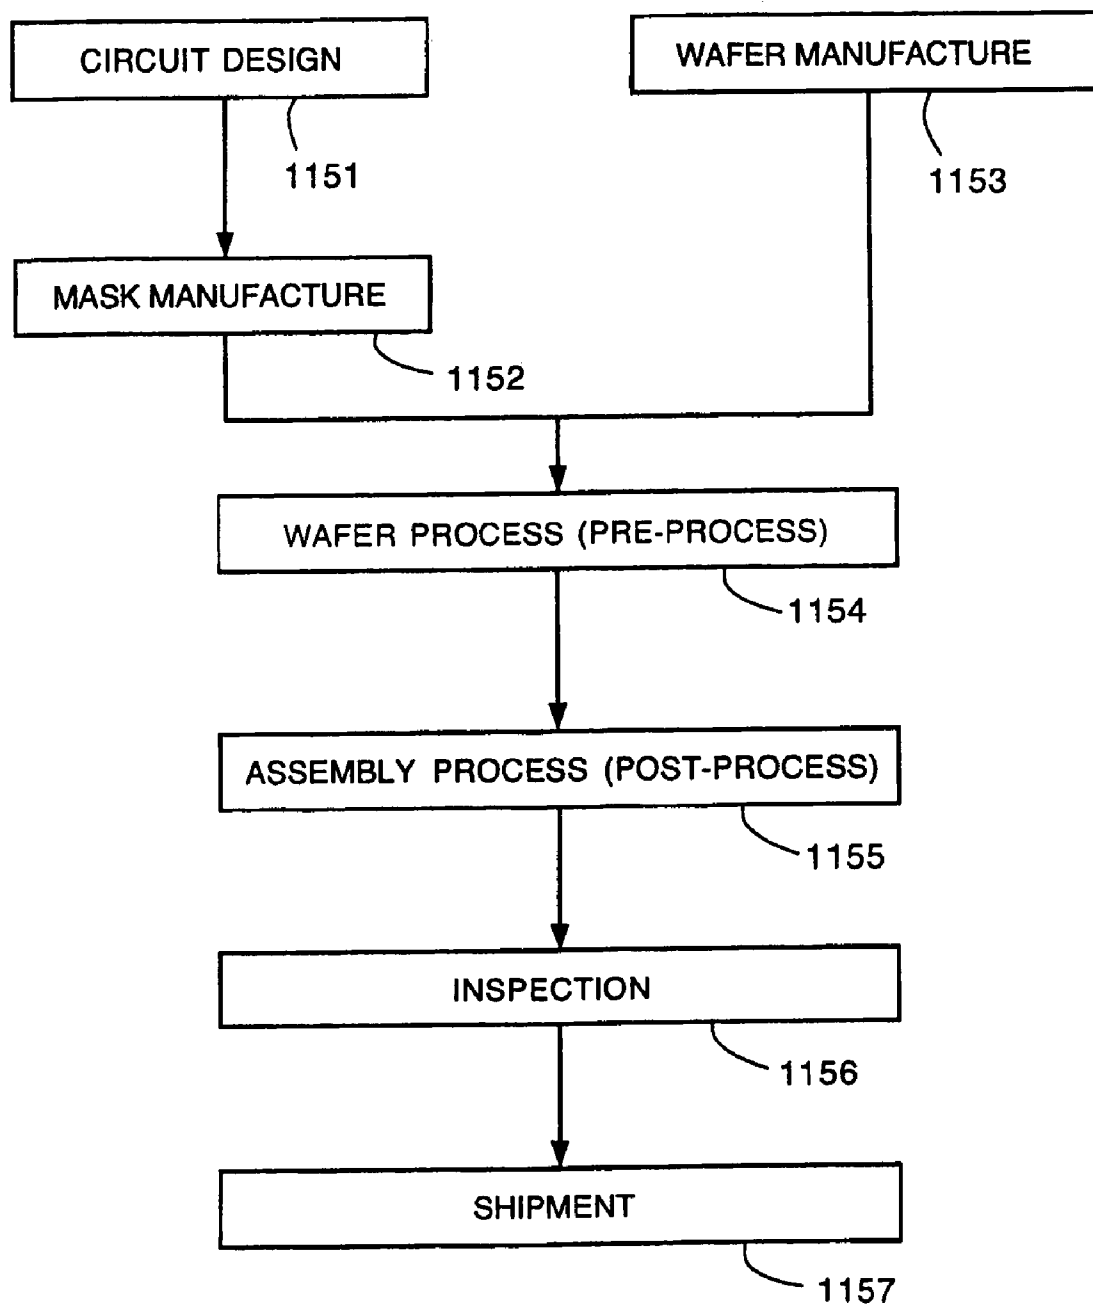 CIRCUIT DESIGN
1151
WAFER MANUFACTURE
1153
MASK MANUFACTURE
1152
WAFER PROCESS (PRE-PROCESS)
1154
ASSEMBLY PROCESS (POST-PROCESS)
1155
INSPECTION
1156
SHIPMENT
1157